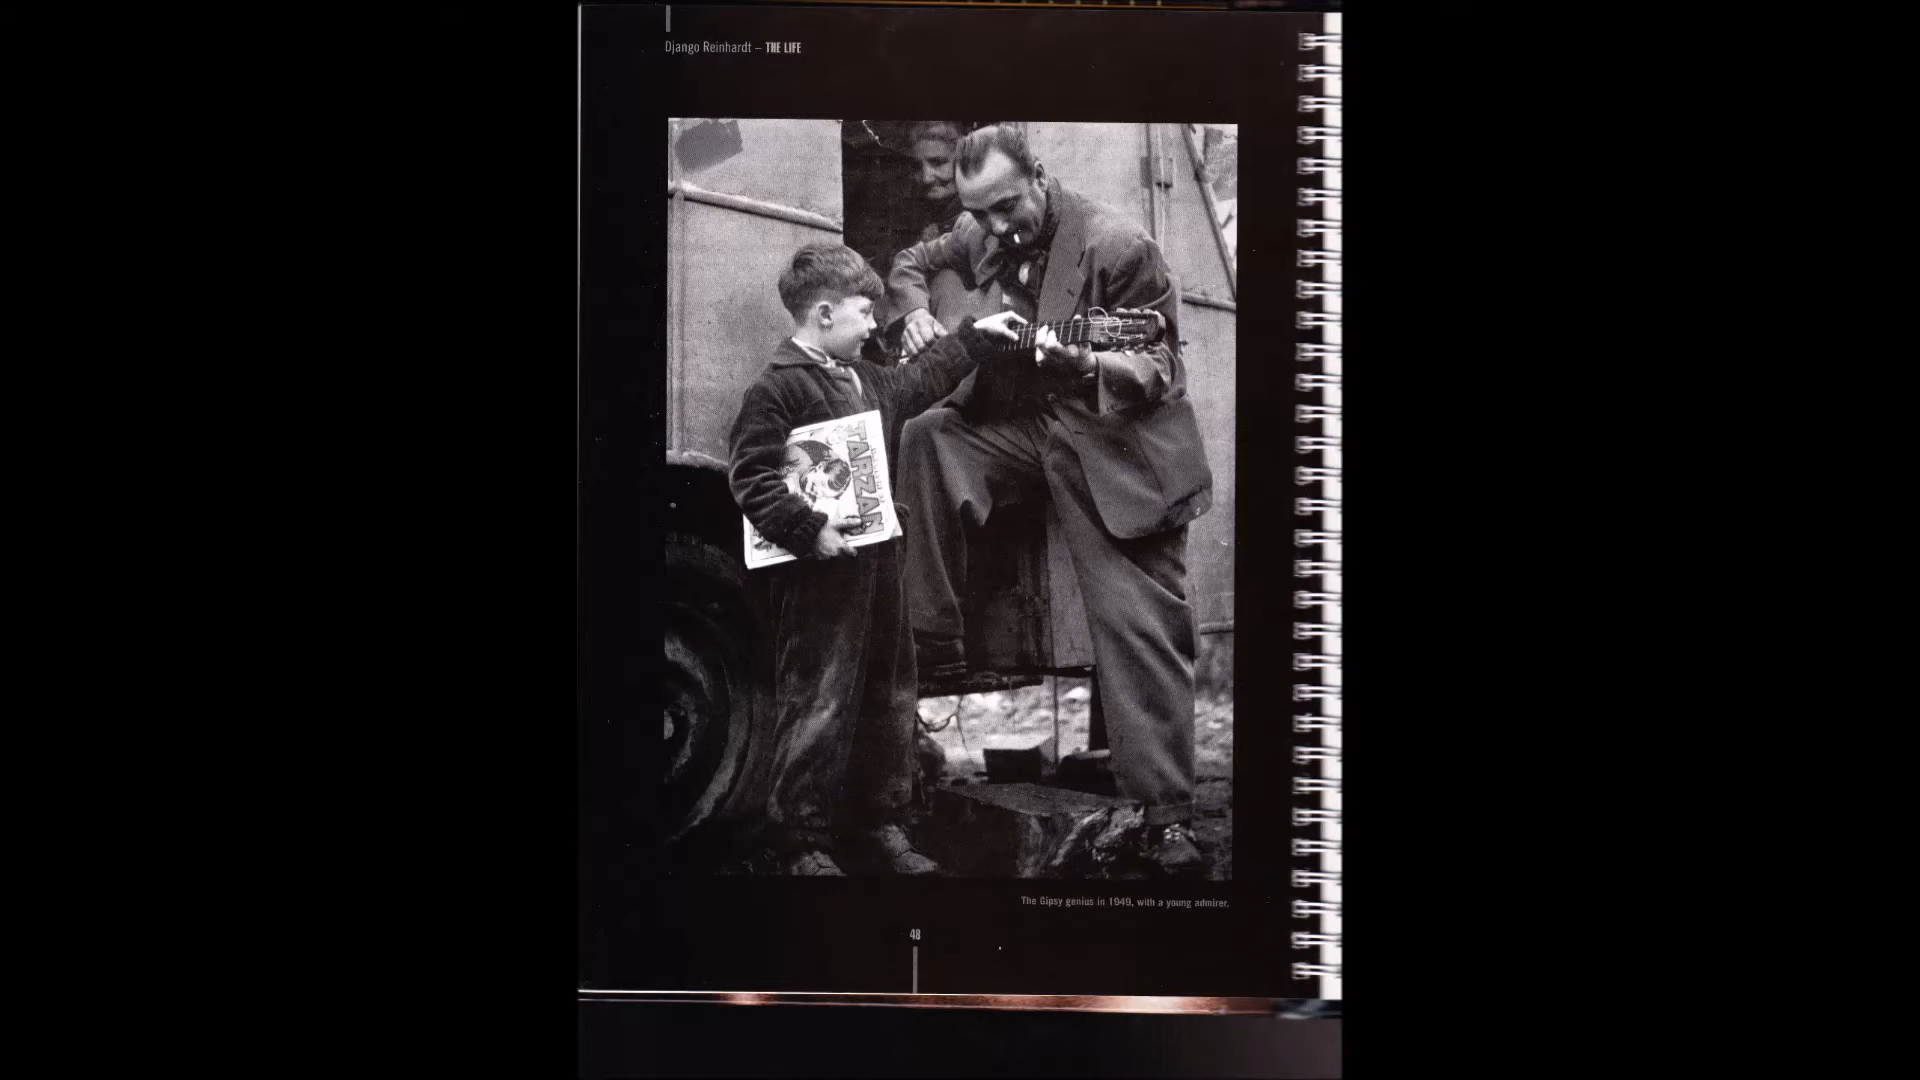 Django Reinhardt – THE LIFE
TARZAN
The Gipsy genius in 1949, with a young admirer.
48